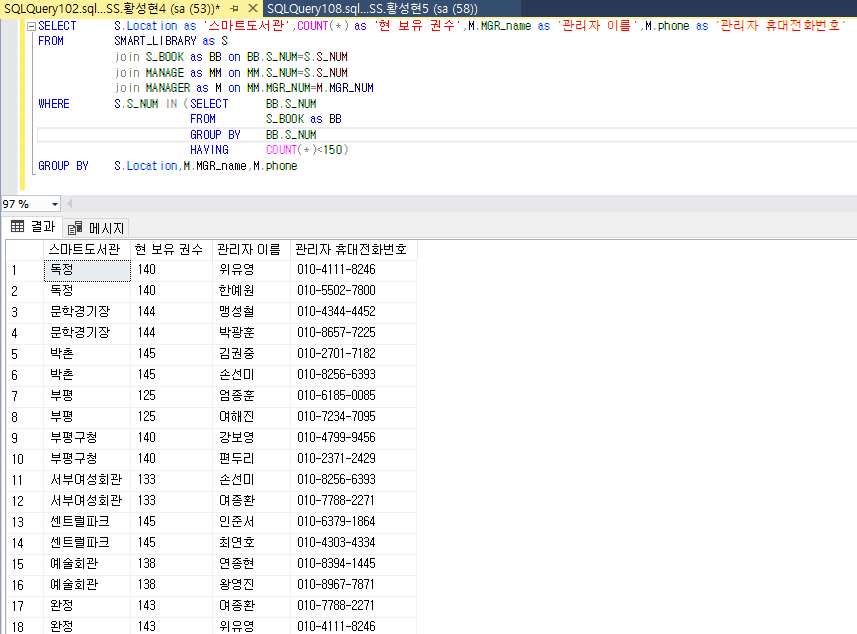 SQLQuery102.sql...SS.황성현4 (sa (53))* SQLQuery108.sql...SS.황성현5 (sa (58))
SELECT S.Location as '스마트도서관',COUNT(*) as '현 보유 권수',M.MGR_name as '관리자 이름',M.phone as '관리자 휴대전화번호'
FROM SMART_LIBRARY as S
join S_BOOK as BB on BB.S_NUM=S.S_NUM
join MANAGE as MM on MM.S_NUM=S.S_NUM
join MANAGER as M on MM.MGR_NUM=M.MGR_NUM
WHERE S.S_NUM IN (SELECT BB.S_NUM
FROM S_BOOK as BB
GROUP BY BB.S_NUM
HAVING COUNT(*)<150)
GROUP BY S.Location,M.MGR_name,M.phone
97 %
결과 메시지
스마트도서관 현 보유 권수 관리자 이름 관리자 휴대전화번호
1 독정 140 위유영 010-4111-8246
2 독정 140 한예원 010-5502-7800
3 문학경기장 144 맹성철 010-4344-4452
4 문학경기장 144 박광훈 010-8657-7225
5 박촌 145 김권중 010-2701-7182
6 박촌 145 손선미 010-8256-6393
7 부평 125 엄종훈 010-6185-0085
8 부평 125 여해진 010-7234-7095
9 부평구청 140 강보영 010-4799-9456
10 부평구청 140 편두리 010-2371-2429
11 서부여성회관 133 손선미 010-8256-6393
12 서부여성회관 133 여종환 010-7788-2271
13 센트럴파크 145 인준서 010-6379-1864
14 센트럴파크 145 최연호 010-4303-4334
15 예술회관 138 연종현 010-8394-1445
16 예술회관 138 왕영진 010-8967-7871
17 완정 143 여종환 010-7788-2271
18 완정 143 위유영 010-4111-8246